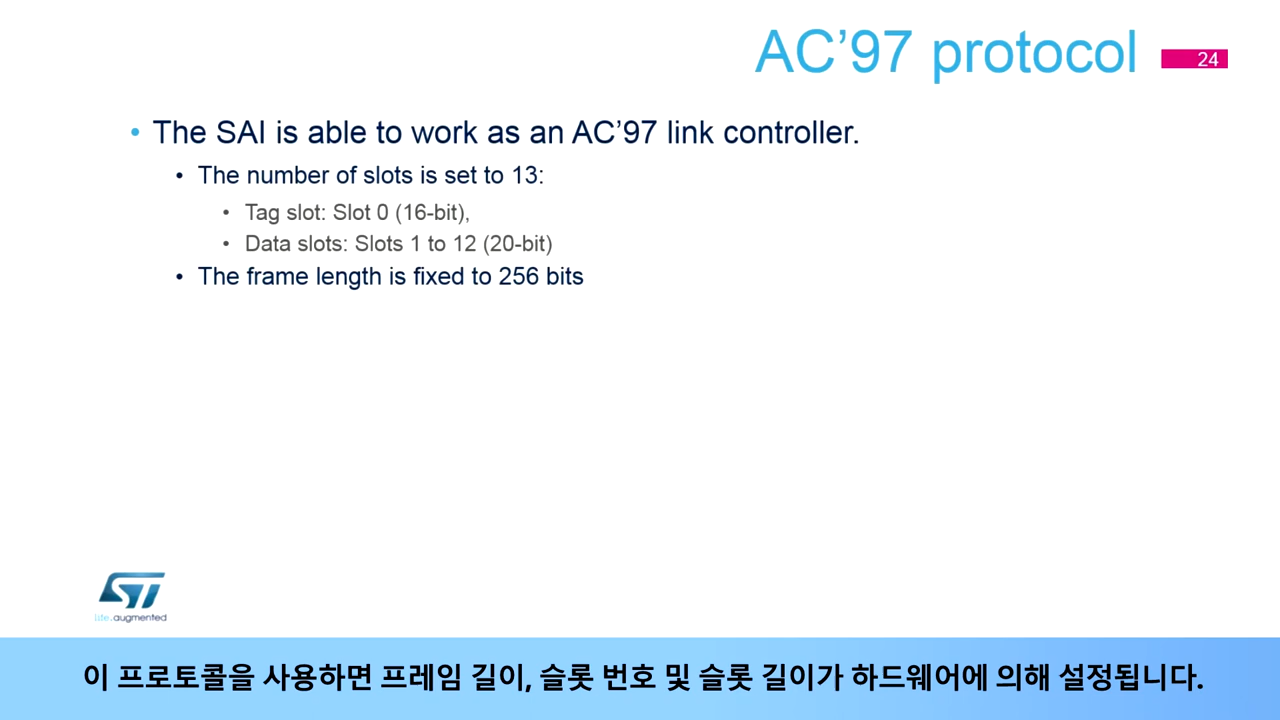 AC’97 protocol
24
• The SAI is able to work as an AC’97 link controller.
• The number of slots is set to 13:
• Tag slot: Slot 0 (16-bit),
• Data slots: Slots 1 to 12 (20-bit)
• The frame length is fixed to 256 bits
ST
life.augmented
이 프로토콜을 사용하면 프레임 길이, 슬롯 번호 및 슬롯 길이가 하드웨어에 의해 설정됩니다.